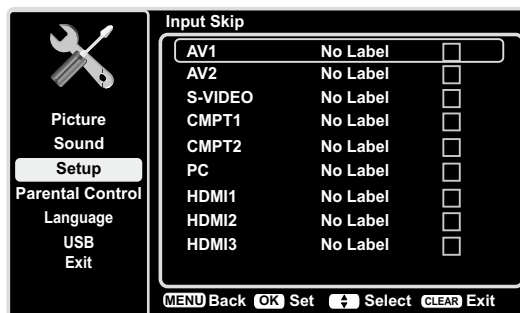 Input Skip
AV1 No Label
AV2 No Label
S-VIDEO No Label
CMPT1 No Label
CMPT2 No Label
PC No Label
HDMI1 No Label
HDMI2 No Label
HDMI3 No Label
Picture
Sound
Setup
Parental Control
Language
USB
Exit
MENU Back OK Set Select CLEAR Exit